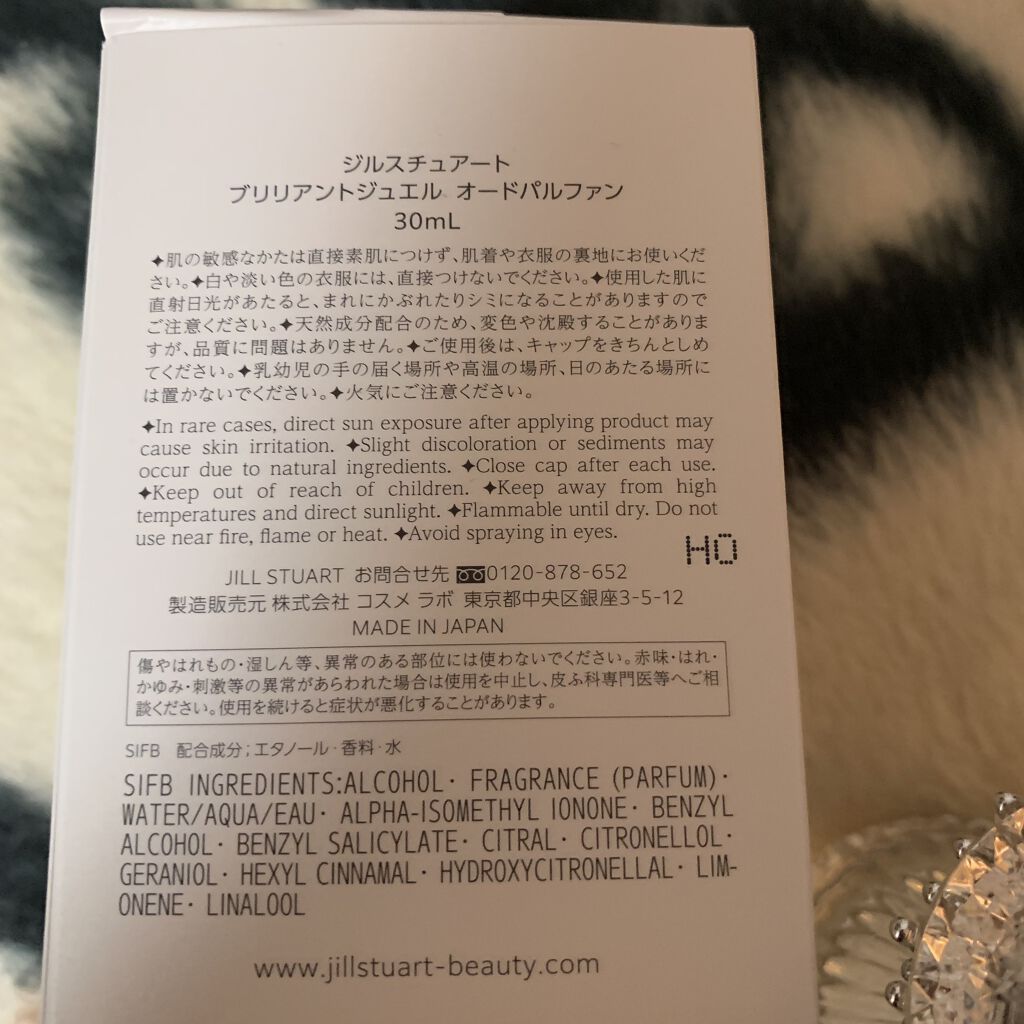 ジルスチュアート
ブリリアントジュエル オードパルファン
30mL
✦肌の敏感なかたは直接素肌につけず、肌着や衣服の裏地にお使いくだ
さい。✦白や淡い色の衣服には、直接つけないでください。✦使用した肌に
直射日光があたると、まれにかぶれたりシミになることがありますので
ご注意ください。✦天然成分配合のため、変色や沈殿することがありま
すが、品質に問題はありません。✦ご使用後は、キャップをきちんとしめ
てください。✦乳幼児の手の届く場所や高温の場所、日のあたる場所に
は置かないでください。✦火気にご注意ください。
✦In rare cases, direct sun exposure after applying product may
cause skin irritation. ✦Slight discoloration or sediments may
occur due to natural ingredients. ✦Close cap after each use.
✦Keep out of reach of children. ✦Keep away from high
temperatures and direct sunlight. ✦Flammable until dry. Do not
use near fire, flame or heat. ✦Avoid spraying in eyes.
HO
JILL STUART お問合せ先 0120-878-652
製造販売元 株式会社 コスメ ラボ 東京都中央区銀座3-5-12
MADE IN JAPAN
傷やはれもの・湿しん等、異常のある部位には使わないでください。赤味・はれ・
かゆみ・刺激等の異常があらわれた場合は使用を中止し、皮ふ科専門医等へご相
談ください。使用を続けると症状が悪化することがあります。
SIFB 配合成分；エタノール・香料・水
SIFB INGREDIENTS:ALCOHOL・ FRAGRANCE (PARFUM)・
WATER/AQUA/EAU・ ALPHA-ISOMETHYL IONONE・ BENZYL
ALCOHOL・ BENZYL SALICYLATE・ CITRAL・ CITRONELLOL・
GERANIOL・ HEXYL CINNAMAL・ HYDROXYCITRONELLAL・ LIM-
ONENE・ LINALOOL
www.jillstuart-beauty.com